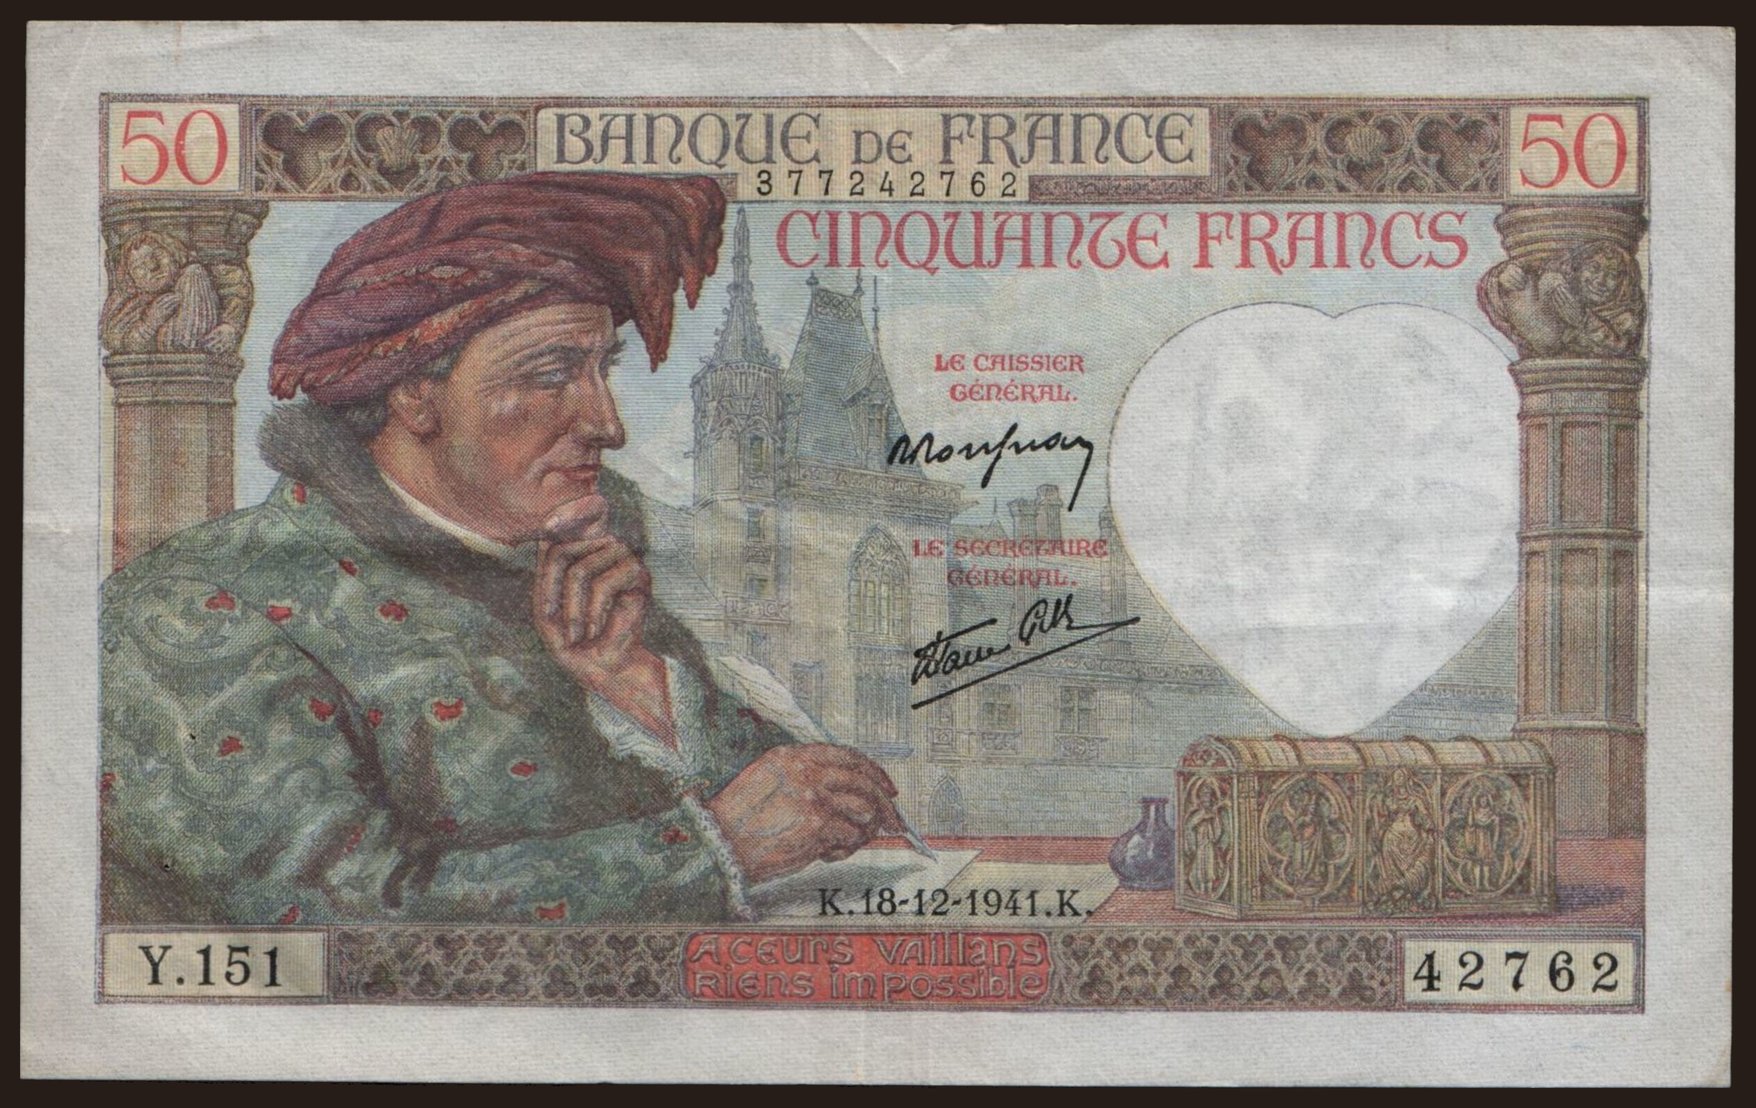 50 BANQUE DE FRANCE 50
377242762
CINQUANTE FRANCS
LE CAISSIER
GÉNÉRAL.
LE SECRÉTAIRE
GÉNÉRAL.
K.18-12-1941.K.
Y.151
A CEURS VAILLANS
RIENS IMPOSSIBLE
42762